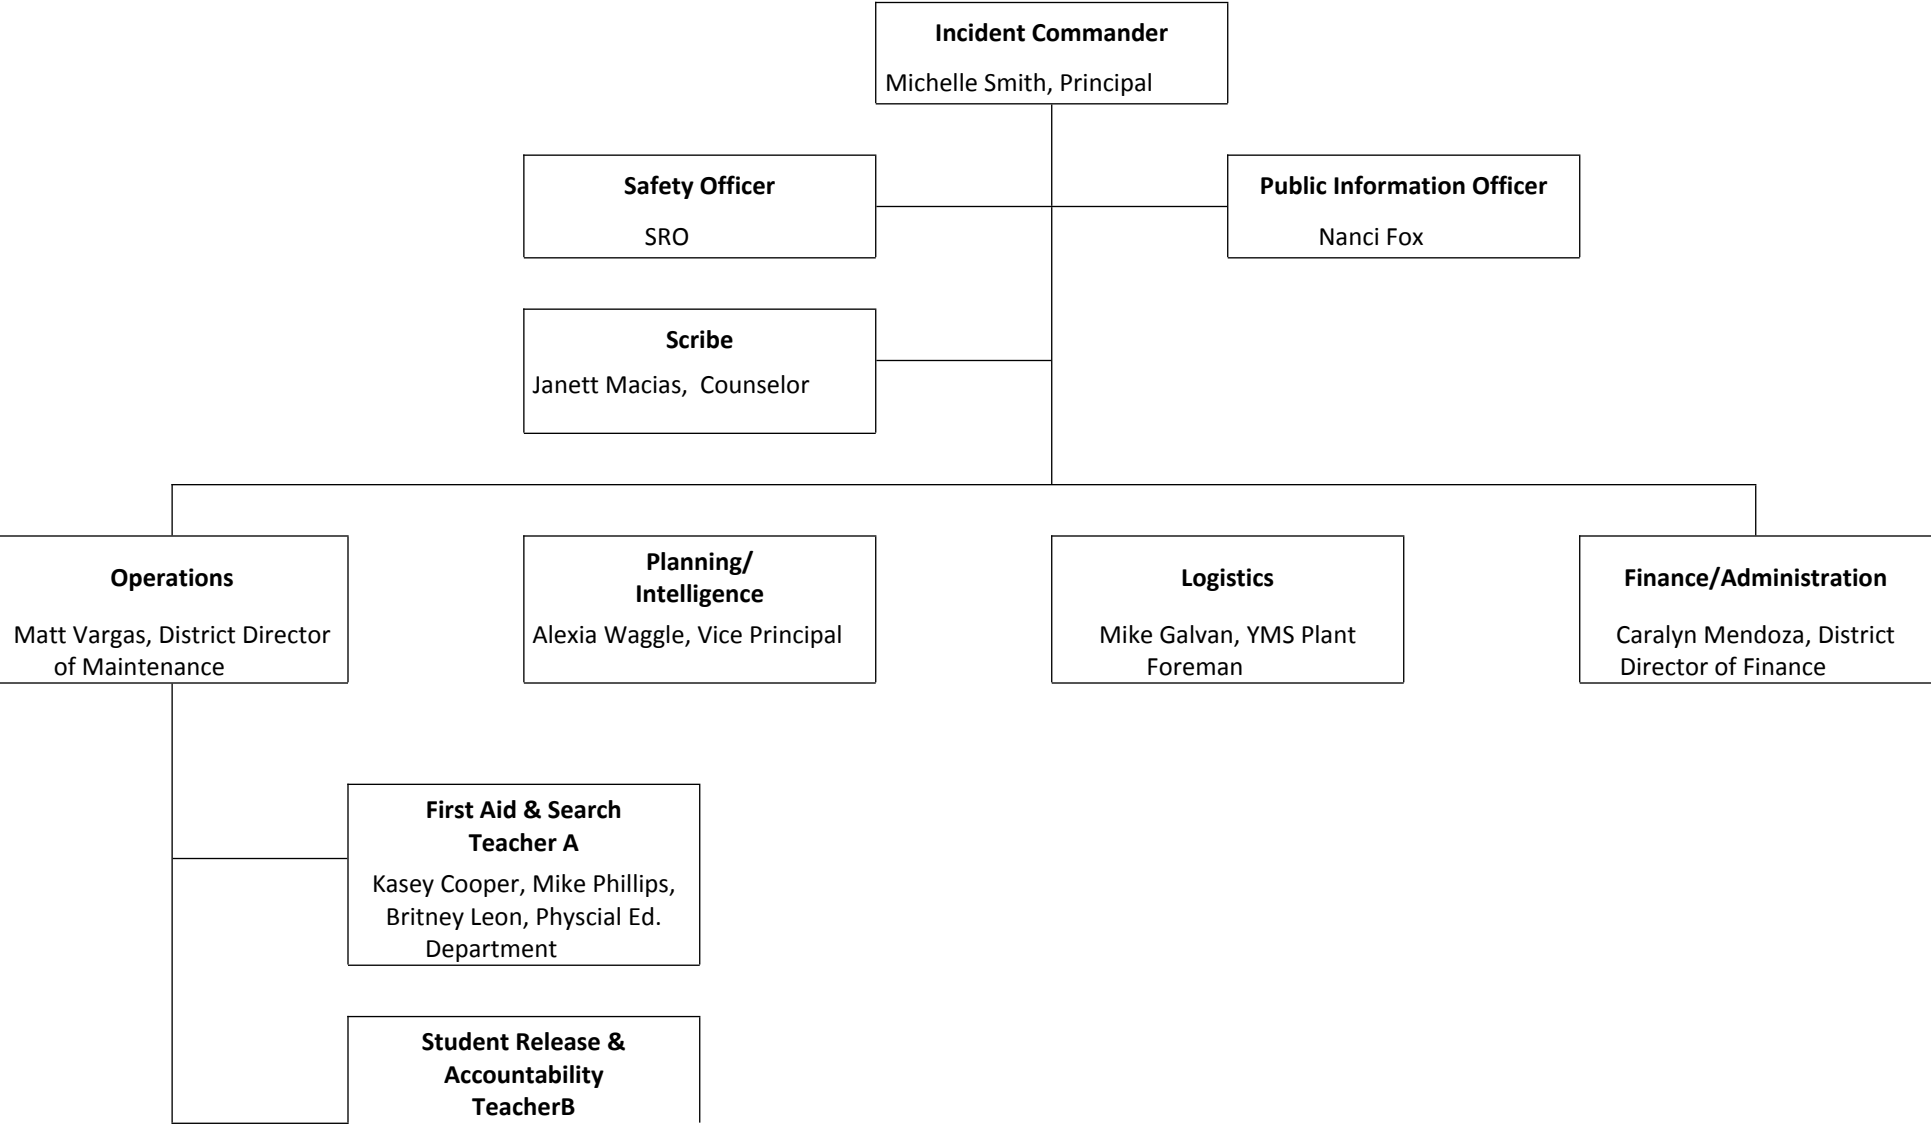 Incident Commander
Michelle Smith, Principal
Safety Officer
SRO
Public Information Officer
Nanci Fox
Scribe
Janett Macias,  Counselor
Operations
Matt Vargas, District Director
of Maintenance
Planning/
Intelligence
Alexia Waggle, Vice Principal
Logistics
Mike Galvan, YMS Plant
Foreman
Finance/Administration
Caralyn Mendoza, District
Director of Finance
First Aid & Search
Teacher A
Kasey Cooper, Mike Phillips,
Britney Leon, Physcial Ed.
Department
Student Release &
Accountability
TeacherB